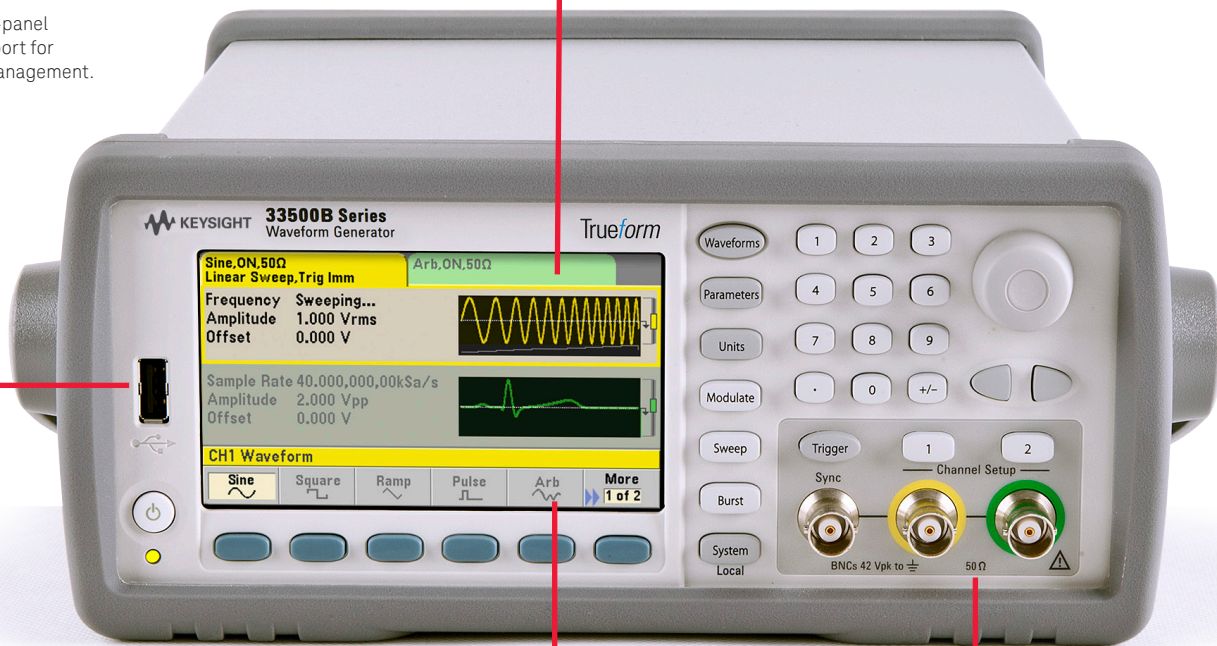 -panel
ort for
anagement.
KEYSIGHT
33500B Series
Waveform Generator
Trueform
Sine,ON,50Ω
Linear Sweep,Trig Imm
Arb,ON,50Ω
Frequency Sweeping...
Amplitude 1.000 Vrms
Offset 0.000 V
Sample Rate 40.000,000,00kSa/s
Amplitude 2.000 Vpp
Offset 0.000 V
CH1 Waveform
Sine
Square
Ramp
Pulse
Arb
More
1 of 2
Waveforms
1 2 3
Parameters
4 5 6
Units
7 8 9
Modulate
. 0 +/-
Sweep
Trigger
1
2
Channel Setup
Sync
Burst
System
Local
BNCs 42 Vpk to
50 Ω